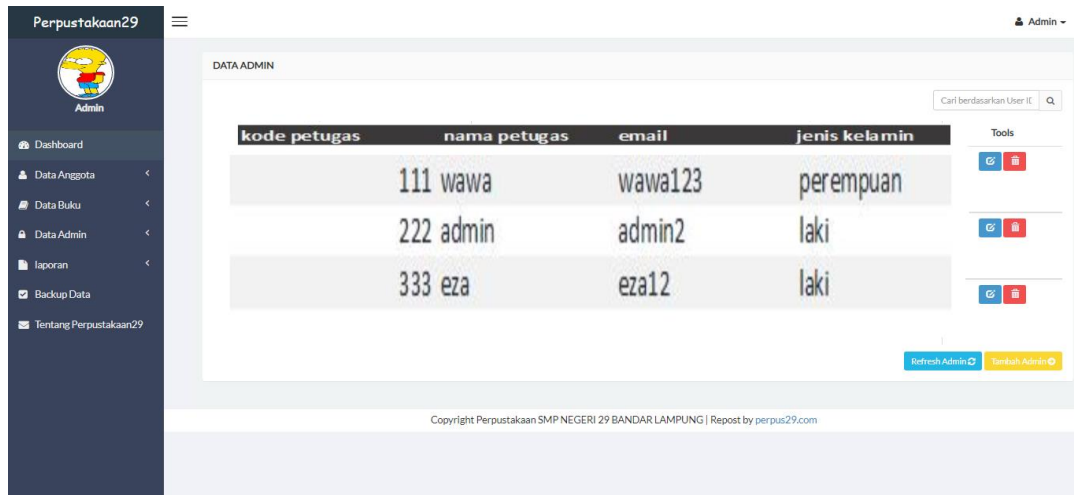 Perpustakaan29
Admin
DATA ADMIN
Admin
Cari berdasarkan User ID
Dashboard
Data Anggota
Data Buku
Data Admin
laporan
Backup Data
Tentang Perpustakaan29
kode petugas nama petugas email jenis kelamin Tools
111 wawa wawa123 perempuan
222 admin admin2 laki
333 eza eza12 laki
Refresh Admin Tambah Admin
Copyright Perpustakaan SMP NEGERI 29 BANDAR LAMPUNG | Repost by perpus29.com